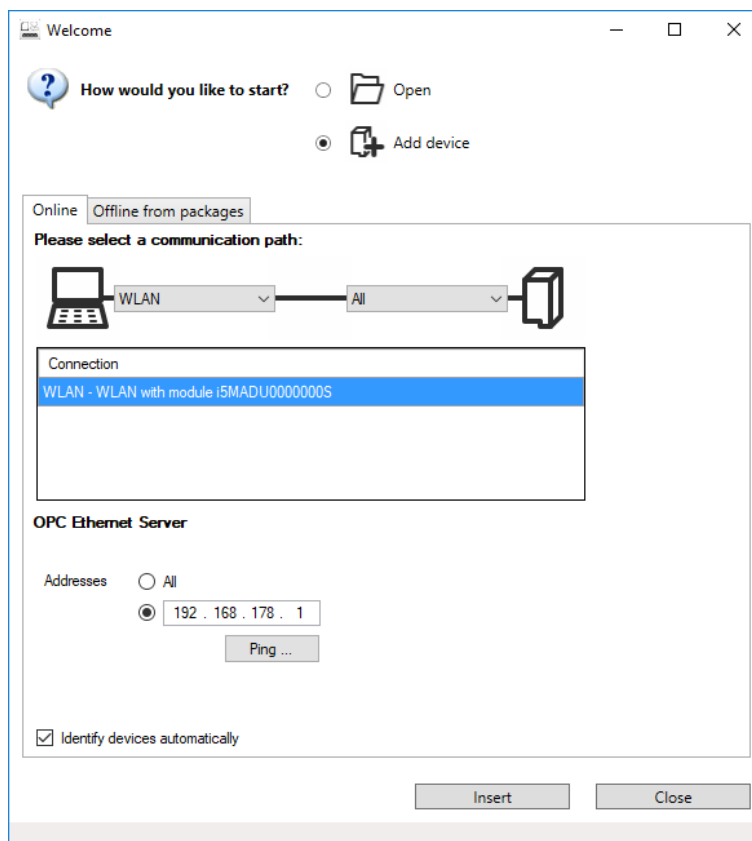 Welcome
How would you like to start?
Open
Add device
Online
Offline from packages
Please select a communication path:
WLAN
All
Connection
WLAN - WLAN with module i5MADU0000000S
OPC Ethernet Server
Addresses
All
192 . 168 . 178 . 1
Ping ...
Identify devices automatically
Insert
Close